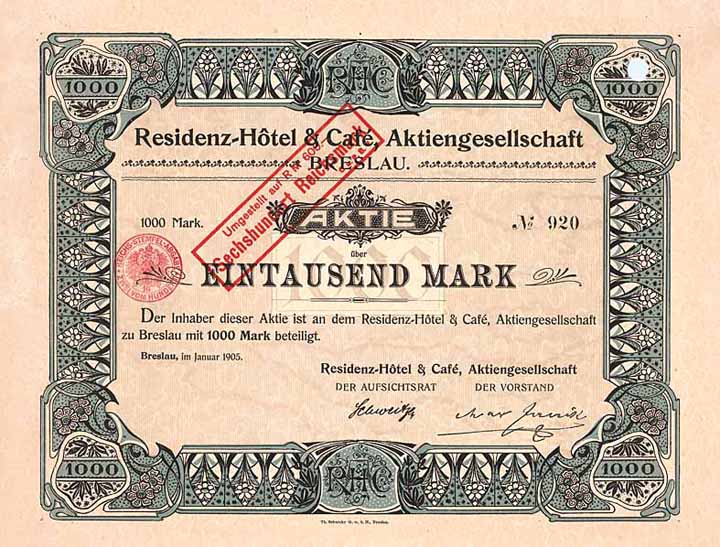 1000
RHC
1000
Residenz-Hôtel & Café, Aktiengesellschaft
BRESLAU.
Umgestellt auf R M. 600
Sechshundert Reichsmark
1000 Mark.
AKTIE
№ 920
über
1000
EINTAUSEND MARK
Der Inhaber dieser Aktie ist an dem Residenz-Hôtel & Café, Aktiengesellschaft
zu Breslau mit 1000 Mark beteiligt.
Breslau, im Januar 1905.
Residenz-Hôtel & Café, Aktiengesellschaft
DER AUFSICHTSRAT DER VORSTAND
1000
RHC
1000